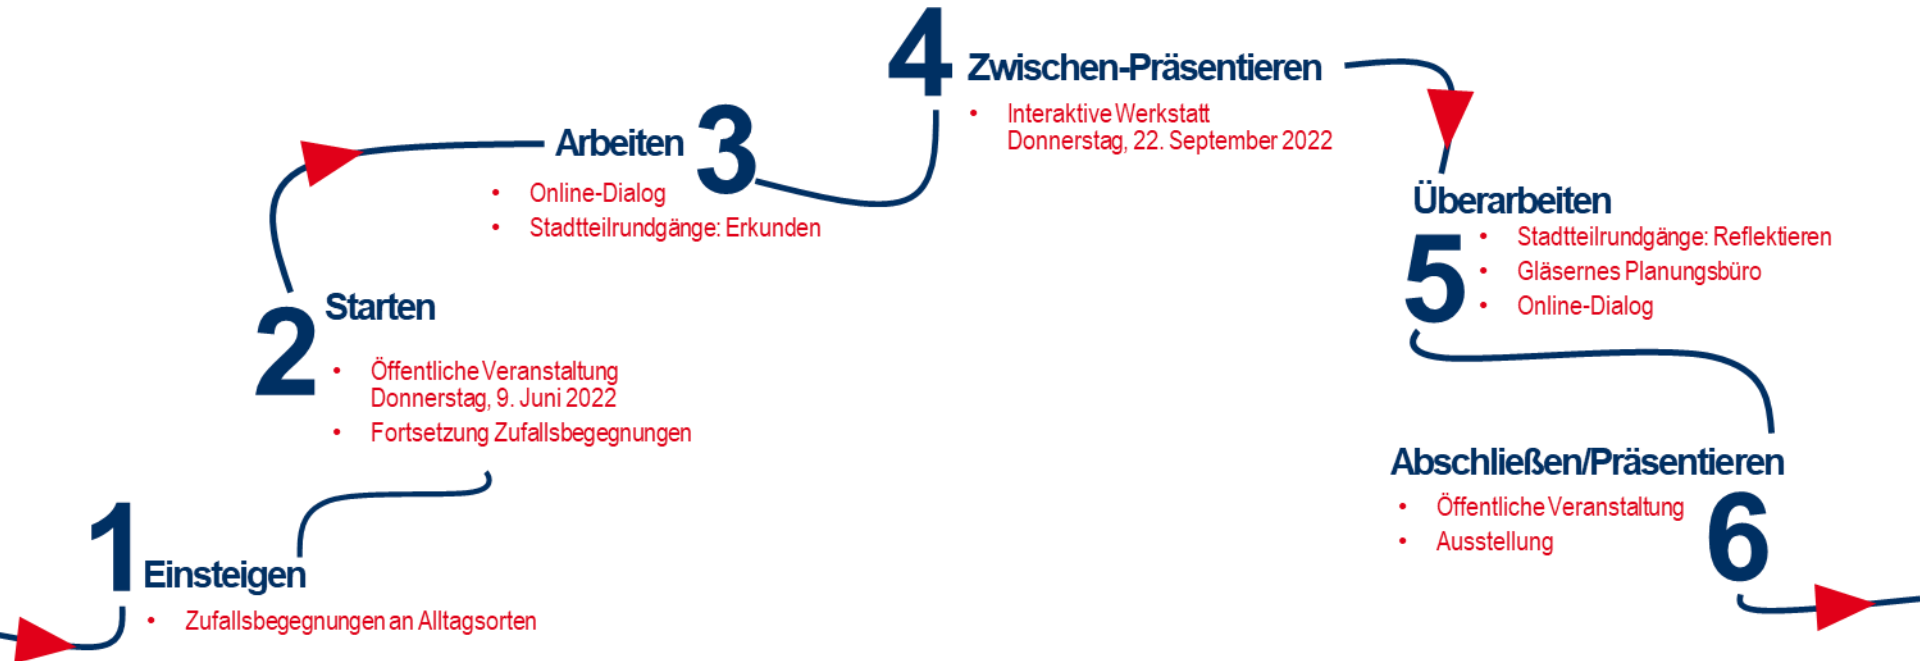 1
Einsteigen
• Zufallsbegegnungen an Alltagsorten
2
Starten
• Öffentliche Veranstaltung
Donnerstag, 9. Juni 2022
• Fortsetzung Zufallsbegegnungen
Arbeiten
3
• Online-Dialog
• Stadtteilrundgänge: Erkunden
4
Zwischen-Präsentieren
• Interaktive Werkstatt
Donnerstag, 22. September 2022
Überarbeiten
5
• Stadtteilrundgänge: Reflektieren
• Gläsernes Planungsbüro
• Online-Dialog
Abschließen/Präsentieren
6
• Öffentliche Veranstaltung
• Ausstellung